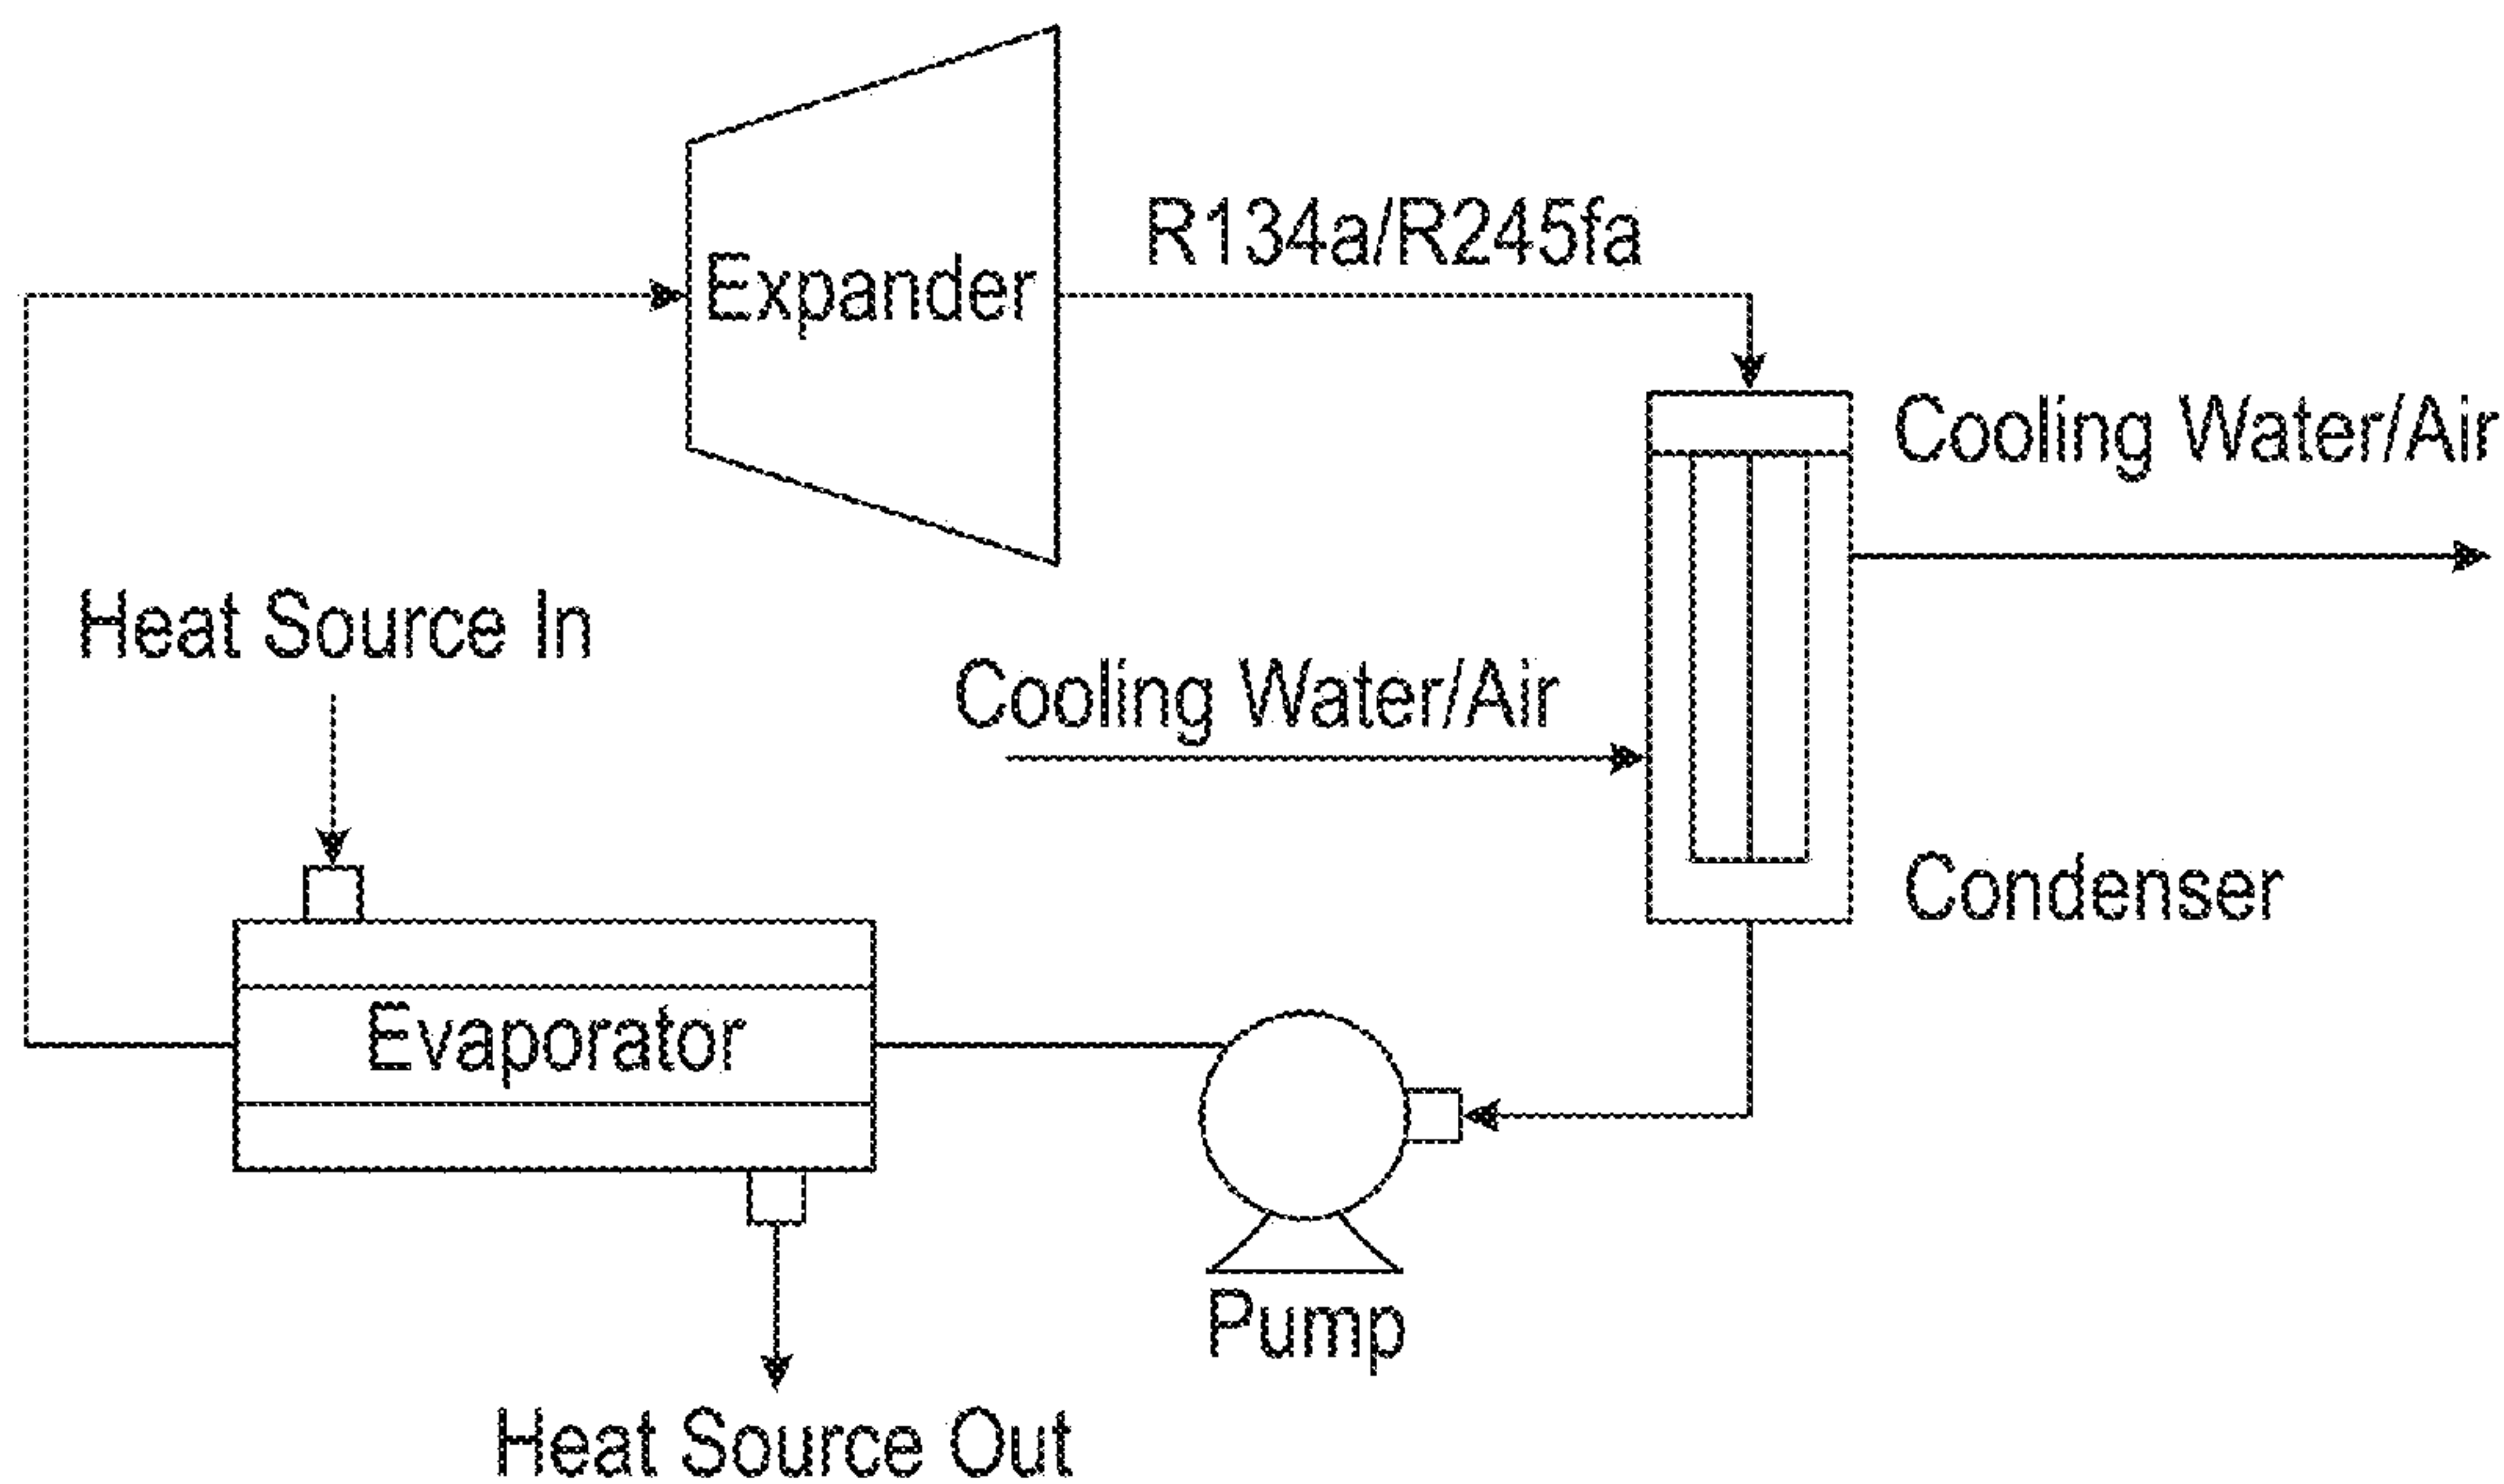 R134a/R245fa
Expander
Cooling Water/Air
Heat Source In
Cooling Water/Air
Condenser
Evaporator
Pump
Heat Source Out